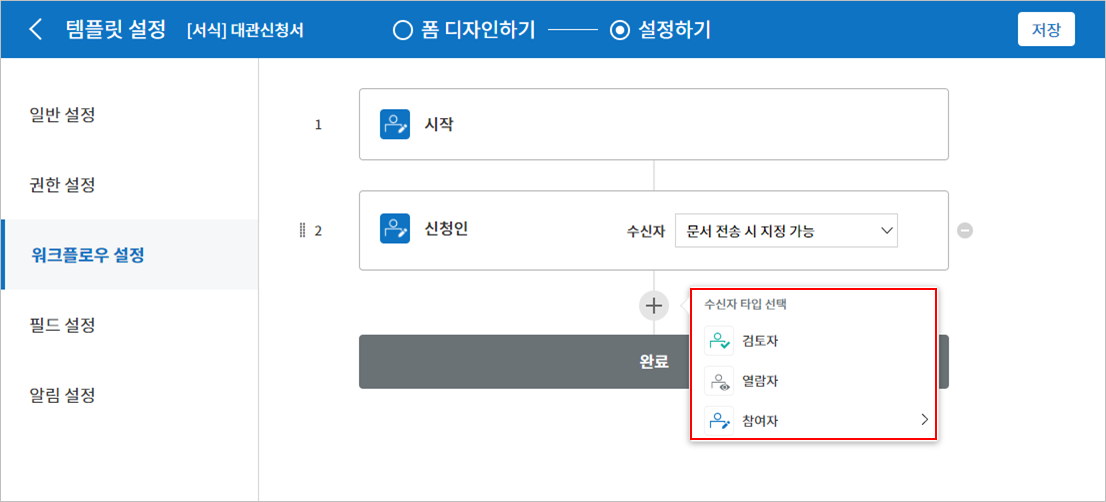 템플릿 설정 [서식] 대관신청서 폼 디자인하기 설정하기 저장
일반 설정
권한 설정
워크플로우 설정
필드 설정
알림 설정
1 시작
2 신청인 수신자 문서 전송 시 지정 가능
수신자 타입 선택
검토자
열람자
참여자
완료